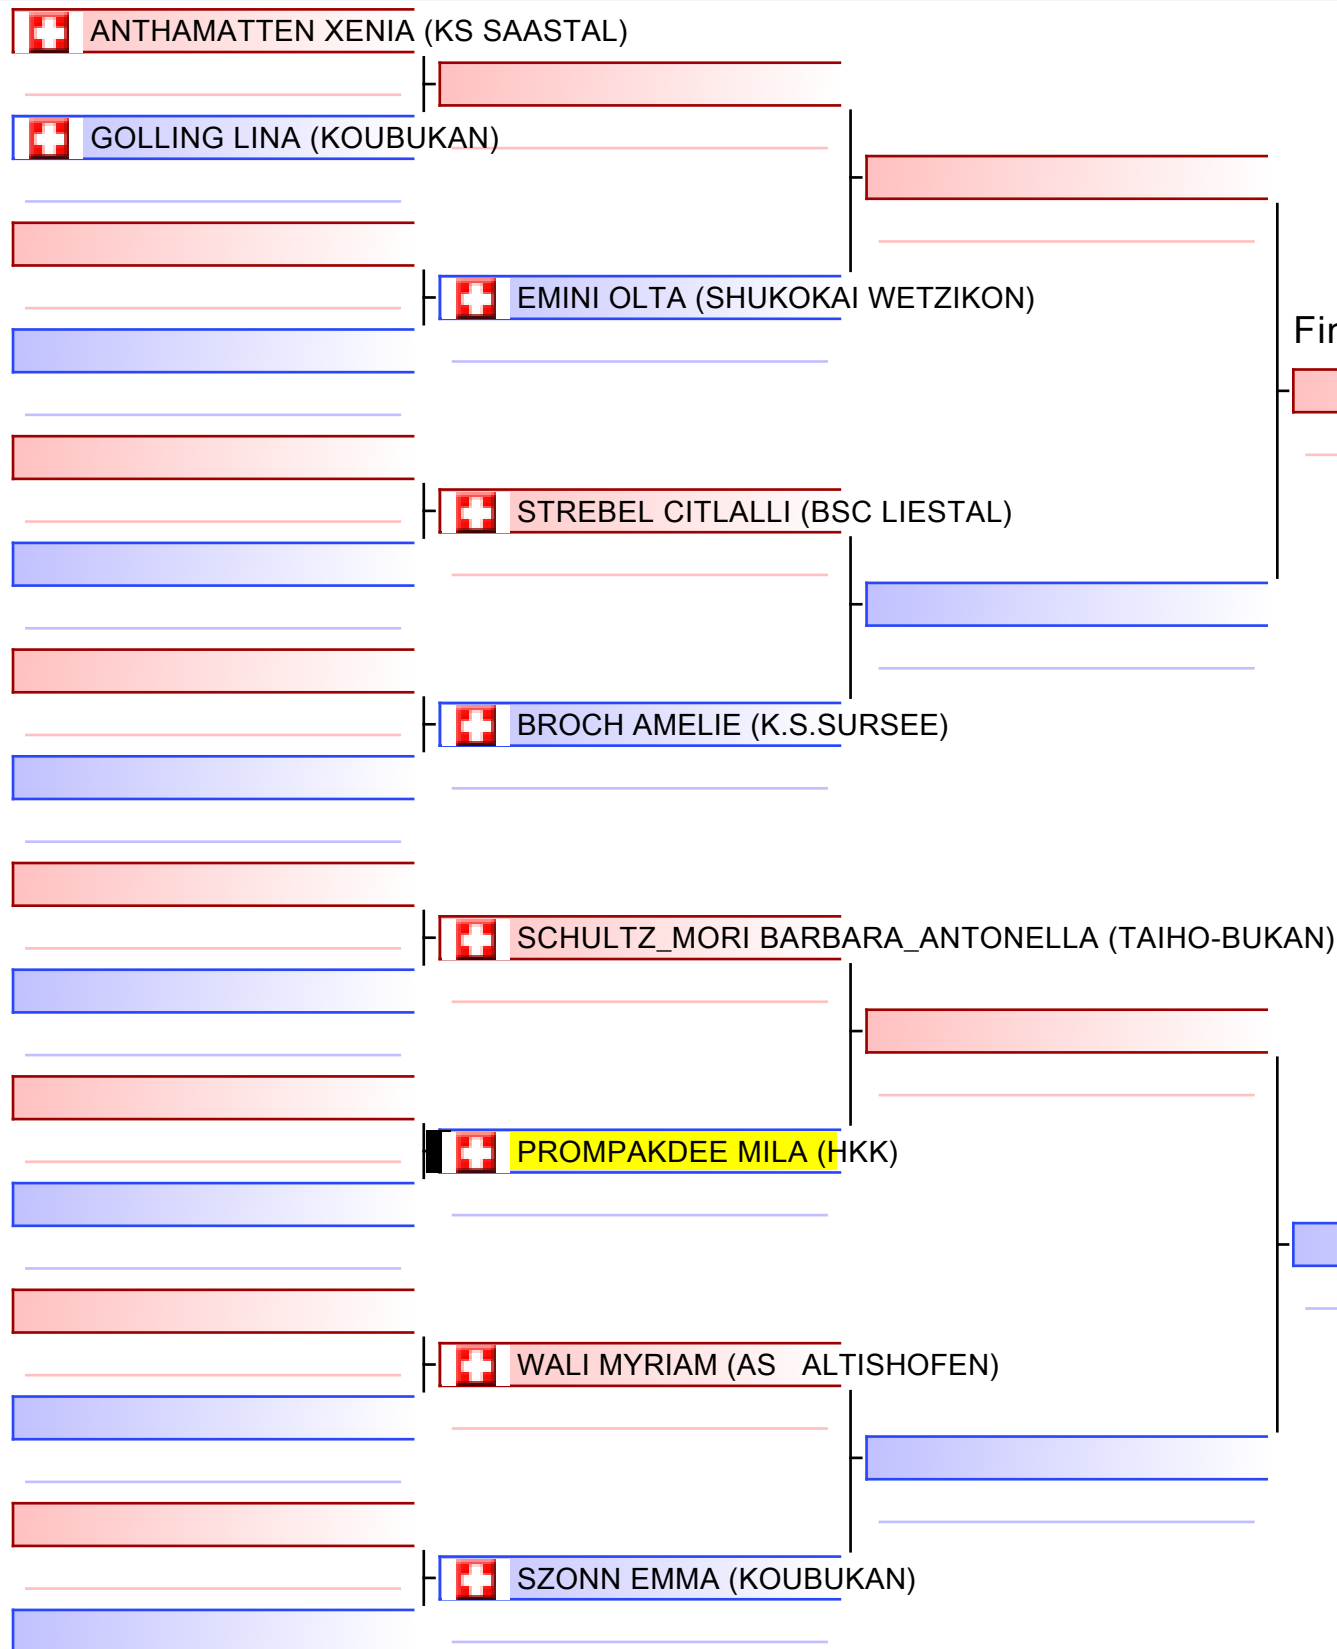 ANTHAMATTEN XENIA (KS SAASTAL)
GOLLING LINA (KOUBUKAN)
EMINI OLTA (SHUKOKAI WETZIKON)
Fin
STREBEL CITLALLI (BSC LIESTAL)
BROCH AMELIE (K.S.SURSEE)
SCHULTZ_MORI BARBARA_ANTONELLA (TAIHO-BUKAN)
PROMPAKDEE MILA (HKK)
WALI MYRIAM (AS ALTISHOFEN)
SZONN EMMA (KOUBUKAN)